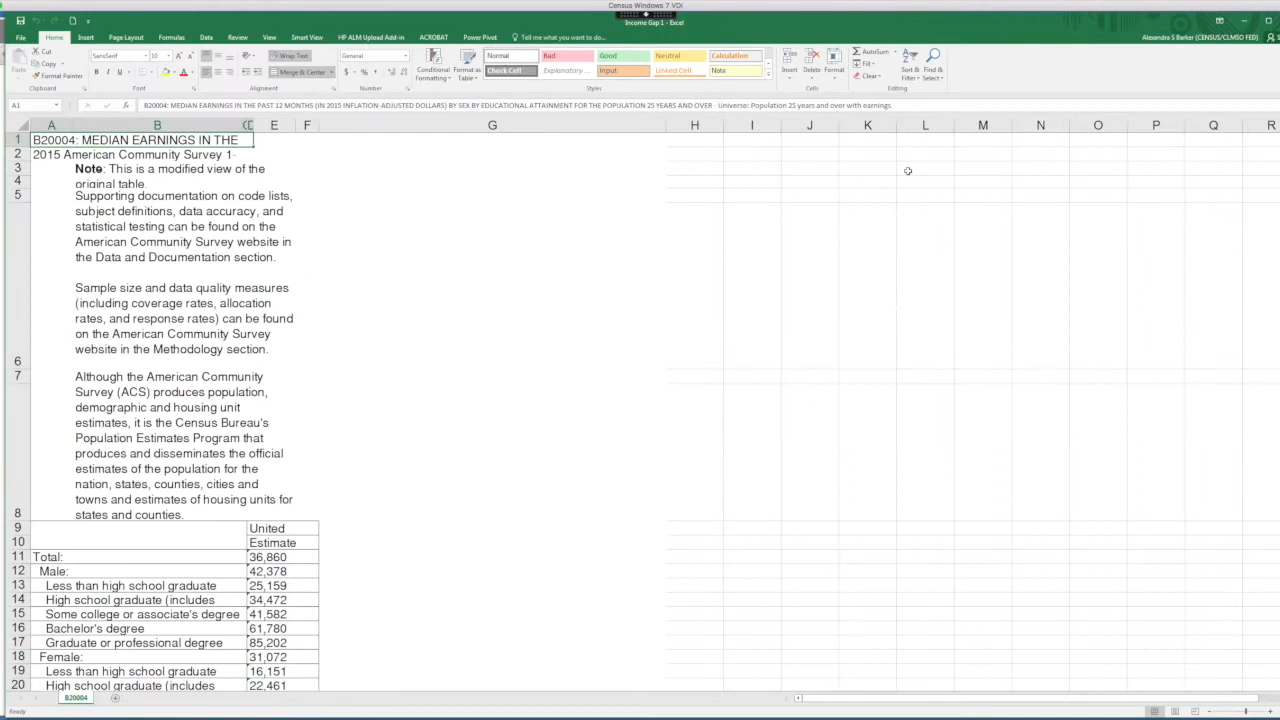 Census Windows 7 VDI
Income Gap 1 - Excel
File Home Insert Page Layout Formulas Data Review View Smart View HP ALM Upload Add-in ACROBAT Power Pivot Tell me what you want to do...
Alexandra S Barker (CENSUS/CLMSO FED)
Paste
Cut
Copy
Format Painter
Clipboard
SansSerif 10
B I U
Font
Wrap Text
Merge & Center
Alignment
General
$ % ,
Number
Conditional Formatting
Format as Table
Normal Bad Good Neutral Calculation
Check Cell Explanatory ... Input Linked Cell Note
Styles
Insert Delete Format
Cells
AutoSum
Fill
Clear
Sort & Filter
Find & Select
Editing
A1
fx
B20004: MEDIAN EARNINGS IN THE PAST 12 MONTHS (IN 2015 INFLATION-ADJUSTED DOLLARS) BY SEX BY EDUCATIONAL ATTAINMENT FOR THE POPULATION 25 YEARS AND OVER - Universe: Population 25 years and over with earnings
A B D E F G H I J K L M N O P Q R
1 B20004: MEDIAN EARNINGS IN THE
2 2015 American Community Survey 1-
3 Note: This is a modified view of the
4 original table.
5 Supporting documentation on code lists,
subject definitions, data accuracy, and
statistical testing can be found on the
American Community Survey website in
the Data and Documentation section.
Sample size and data quality measures
(including coverage rates, allocation
rates, and response rates) can be found
on the American Community Survey
website in the Methodology section.
6
7 Although the American Community
Survey (ACS) produces population,
demographic and housing unit
estimates, it is the Census Bureau's
Population Estimates Program that
produces and disseminates the official
estimates of the population for the
nation, states, counties, cities and
towns and estimates of housing units for
8 states and counties.
9 United
10 Estimate
11 Total: 36,860
12 Male: 42,378
13 Less than high school graduate 25,159
14 High school graduate (includes 34,472
15 Some college or associate's degree 41,582
16 Bachelor's degree 61,780
17 Graduate or professional degree 85,202
18 Female: 31,072
19 Less than high school graduate 16,151
20 High school graduate (includes 22,461
B20004
Ready